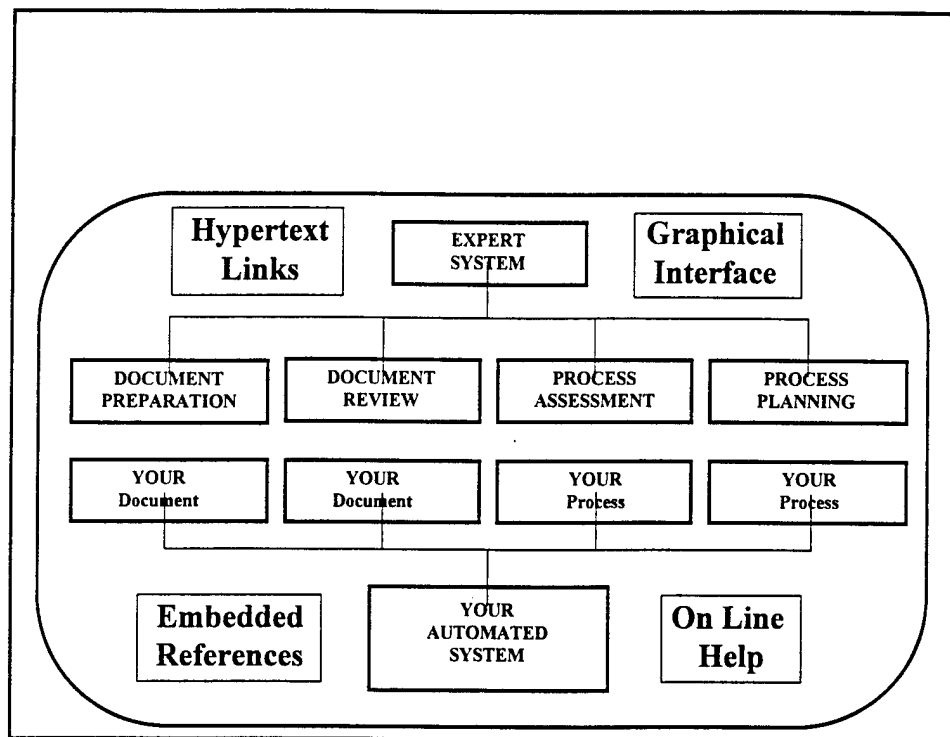 Hypertext
Links
EXPERT
SYSTEM
Graphical
Interface
DOCUMENT
PREPARATION
DOCUMENT
REVIEW
PROCESS
ASSESSMENT
PROCESS
PLANNING
YOUR
Document
YOUR
Document
YOUR
Process
YOUR
Process
Embedded
References
YOUR
AUTOMATED
SYSTEM
On Line
Help